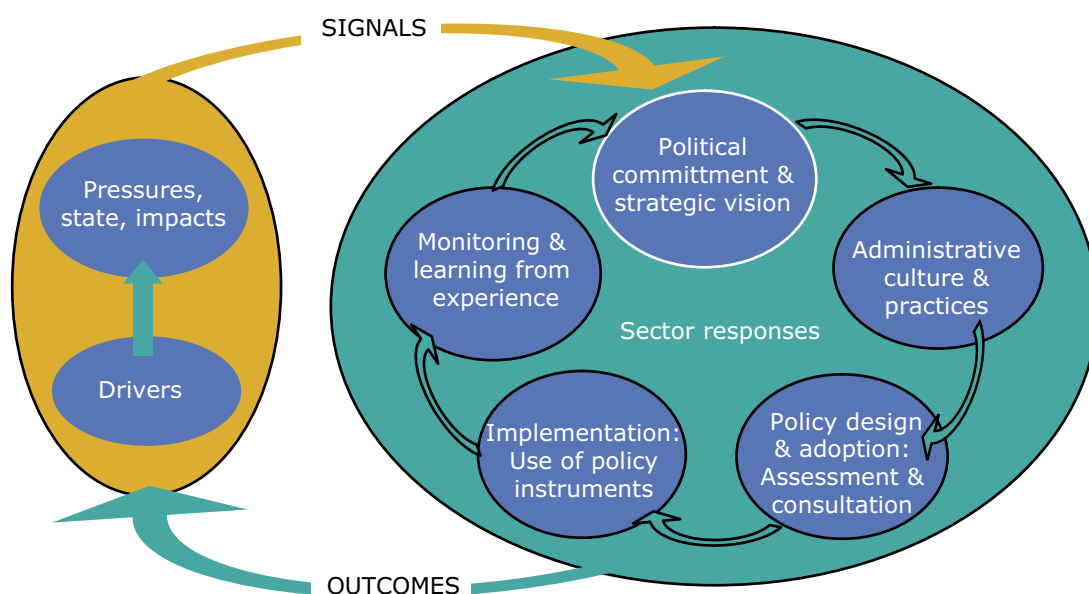 SIGNALS
Pressures,
state, impacts
Drivers
Political
committment &
strategic vision
Administrative
culture &
practices
Policy design
& adoption:
Assessment &
consultation
Implementation:
Use of policy
instruments
Monitoring &
learning from
experience
Sector responses
OUTCOMES